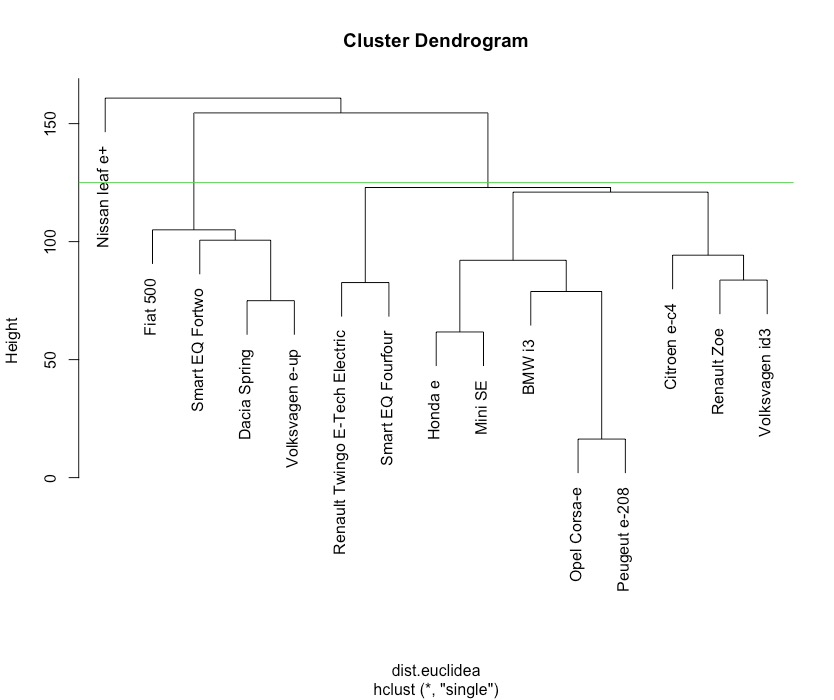 Cluster Dendrogram
Height
150
100
50
0
Nissan leaf e+
Fiat 500
Smart EQ Fortwo
Dacia Spring
Volksvagen e-up
Renault Twingo E-Tech Electric
Smart EQ Fourfour
Honda e
Mini SE
BMW i3
Opel Corsa-e
Peugeut e-208
Citroen e-c4
Renault Zoe
Volksvagen id3
dist.euclidea
hclust (*, "single")